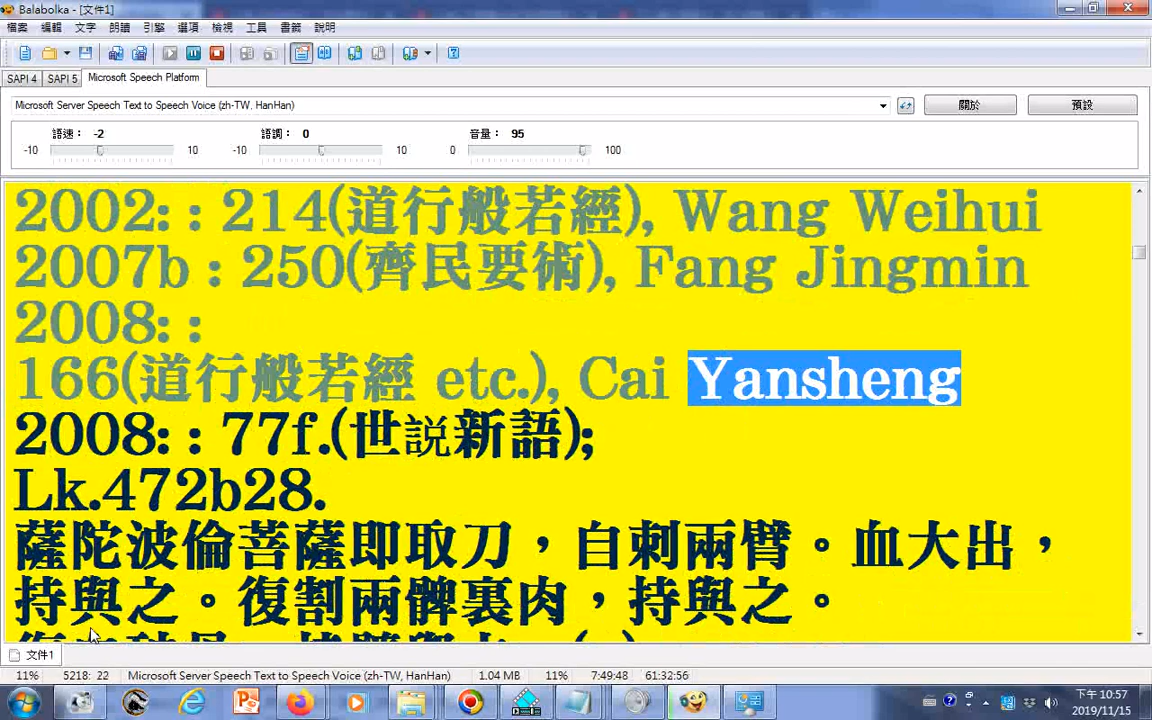 Balabolka - [文件1]
檔案 編輯 文字 朗讀 引擎 選項 檢視 工具 書籤 說明
SAPI 4 SAPI 5 Microsoft Speech Platform
Microsoft Server Speech Text to Speech Voice (zh-TW, HanHan) 關於 預設
語速： -2 語調： 0 音量： 95
-10 10 -10 10 0 100
2002: : 214(道行般若經), Wang Weihui
2007b : 250(齊民要術), Fang Jingmin
2008: :
166(道行般若經 etc.), Cai Yansheng
2008: : 77f.(世説新語);
Lk.472b28.
薩陀波倫菩薩即取刀，自刺兩臂。血大出，
持與之。復割兩髀裏肉，持與之。
文件1
11% 5218: 22 Microsoft Server Speech Text to Speech Voice (zh-TW, HanHan) 1.04 MB 11% 7:49:48 61:32:56
下午 10:57
2019/11/15